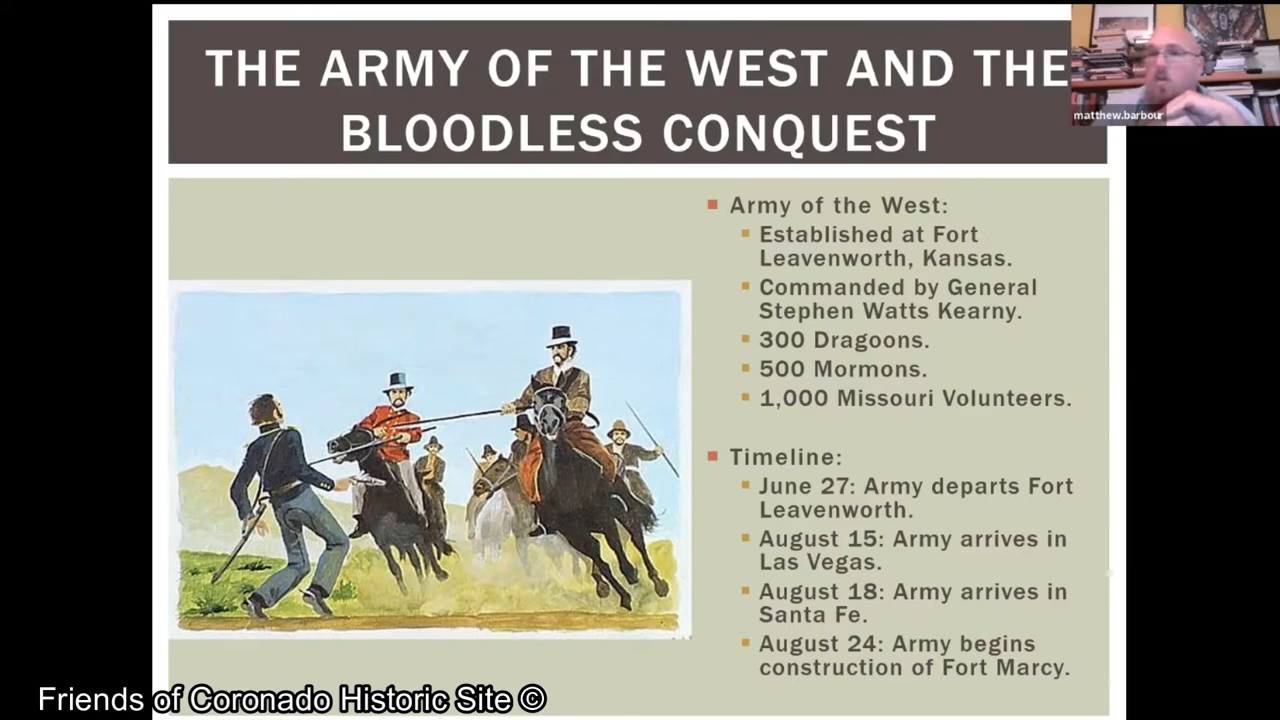 THE ARMY OF THE WEST AND THE
BLOODLESS CONQUEST
matthew.barbour
Army of the West:
Established at Fort
Leavenworth, Kansas.
Commanded by General
Stephen Watts Kearny.
300 Dragoons.
500 Mormons.
1,000 Missouri Volunteers.
Timeline:
June 27: Army departs Fort
Leavenworth.
August 15: Army arrives in
Las Vegas.
August 18: Army arrives in
Santa Fe.
August 24: Army begins
construction of Fort Marcy.
Friends of Coronado Historic Site ©